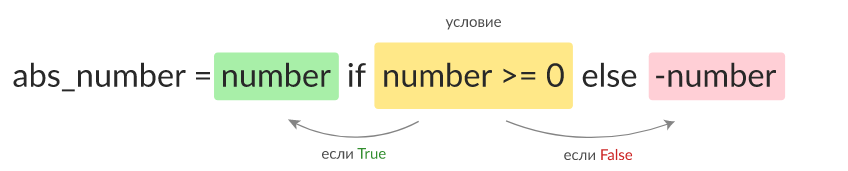 условие
abs_number = number if number >= 0 else -number
если True
если False